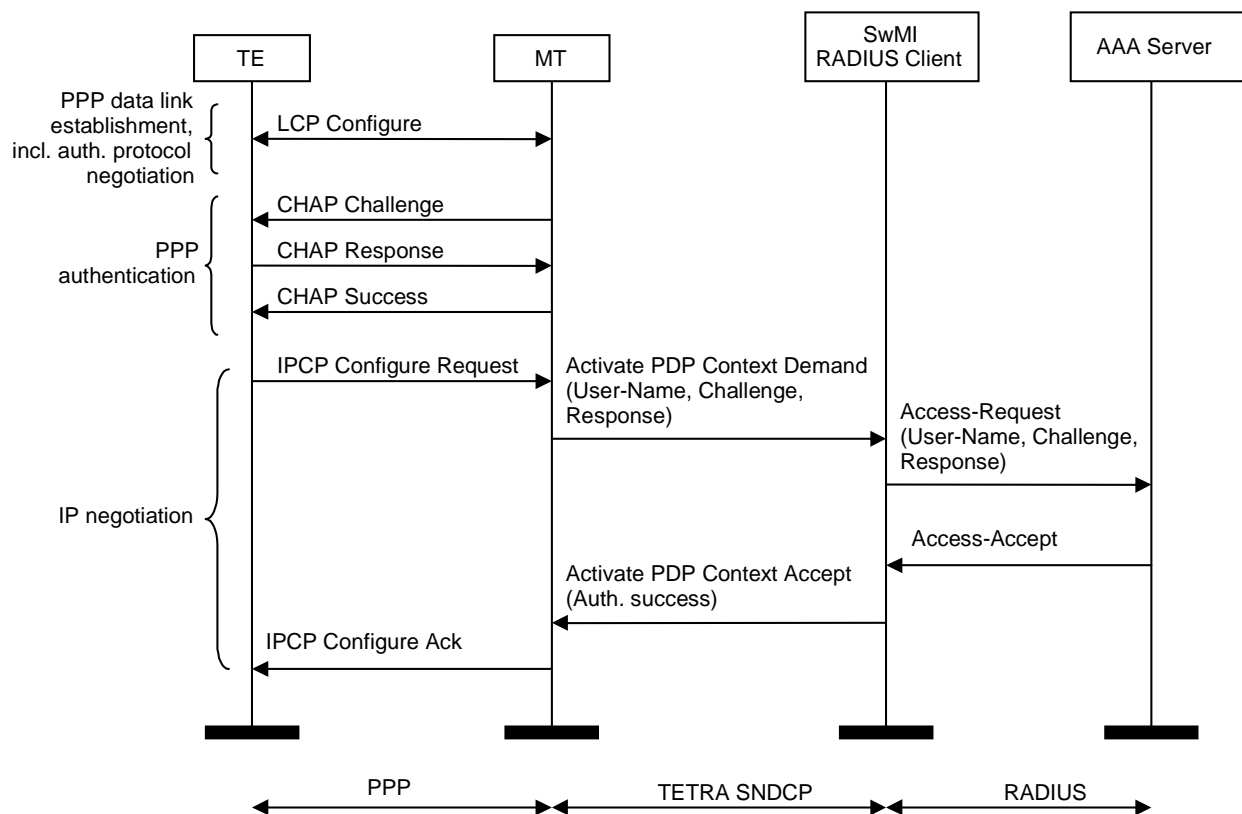 TE
MT
SwMI
RADIUS Client
AAA Server
PPP data link
establishment,
incl. auth. protocol
negotiation
LCP Configure
PPP
authentication
CHAP Challenge
CHAP Response
CHAP Success
IP negotiation
IPCP Configure Request
Activate PDP Context Demand
(User-Name, Challenge,
Response)
Access-Request
(User-Name, Challenge,
Response)
Access-Accept
Activate PDP Context Accept
(Auth. success)
IPCP Configure Ack
PPP
TETRA SNDCP
RADIUS